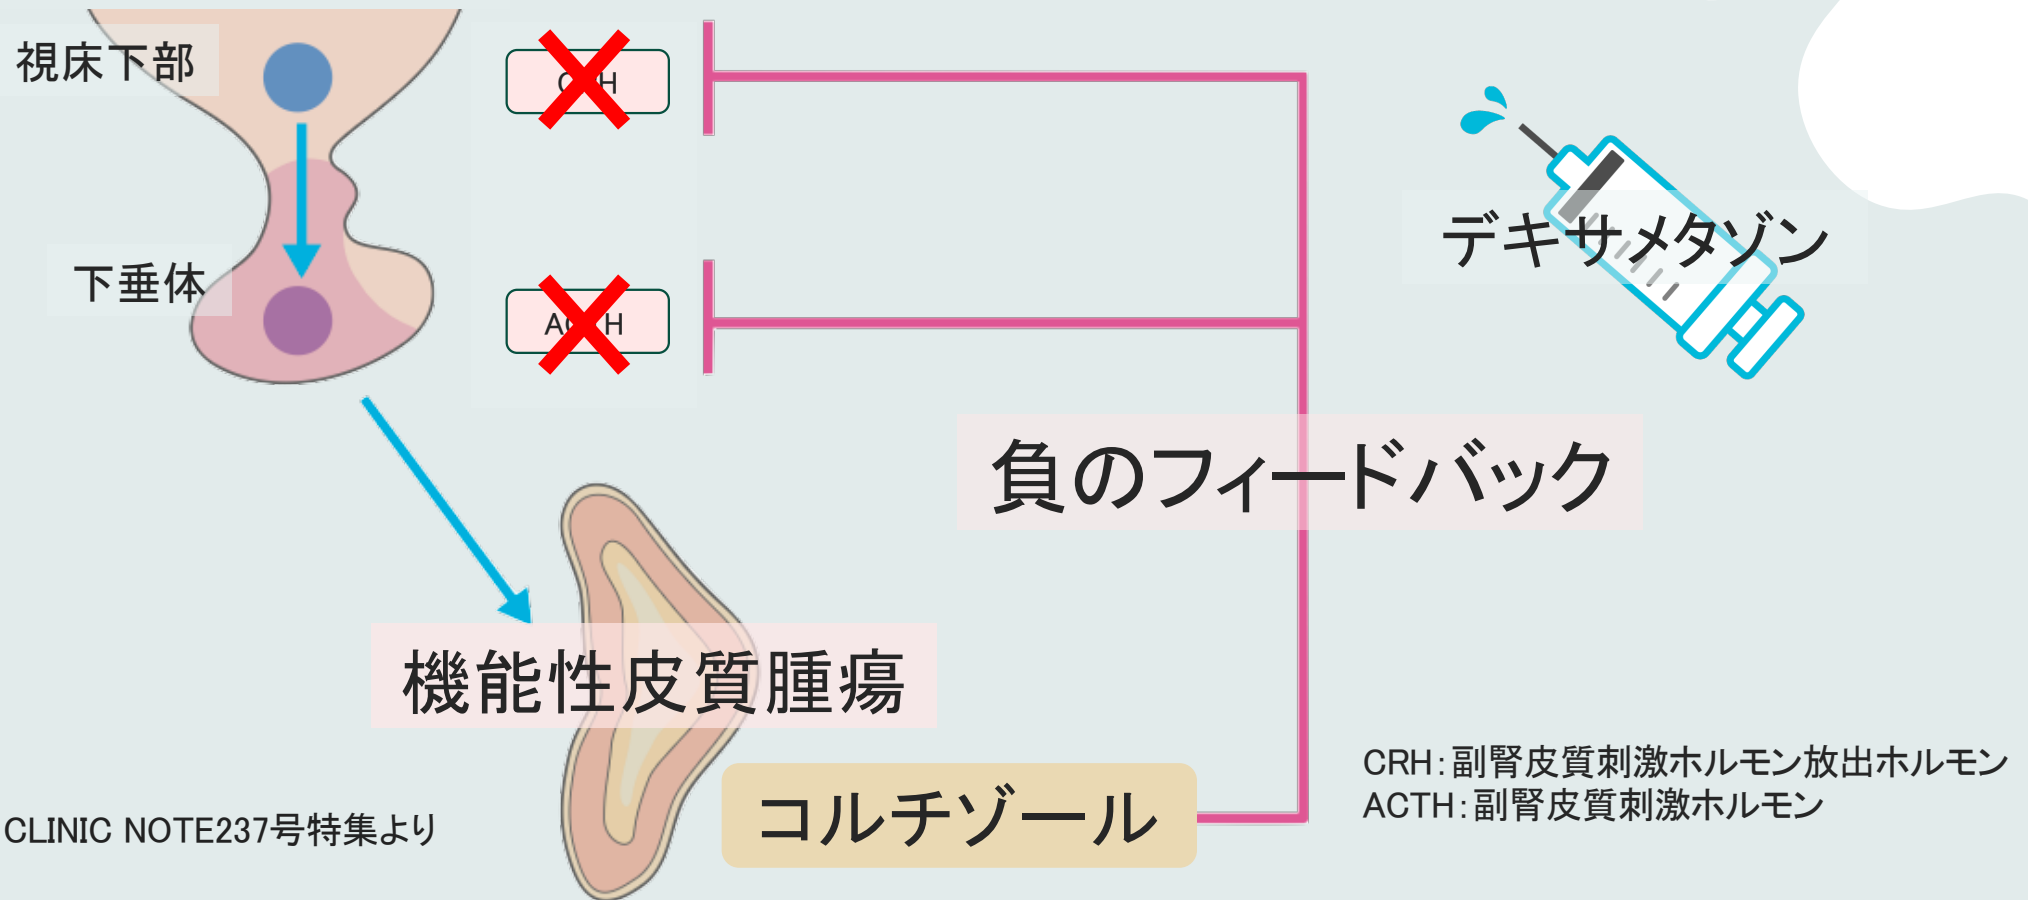 視床下部
CRH
デキサメタゾン
下垂体
ACTH
負のフィードバック
機能性皮質腫瘍
コルチゾール
CRH：副腎皮質刺激ホルモン放出ホルモン
ACTH：副腎皮質刺激ホルモン
CLINIC NOTE237号特集より